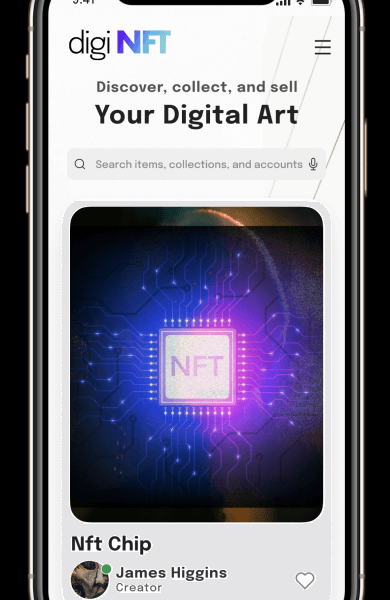 9:41
digi NFT
Discover, collect, and sell
Your Digital Art
Search items, collections, and accounts
NFT
Nft Chip
James Higgins
Creator